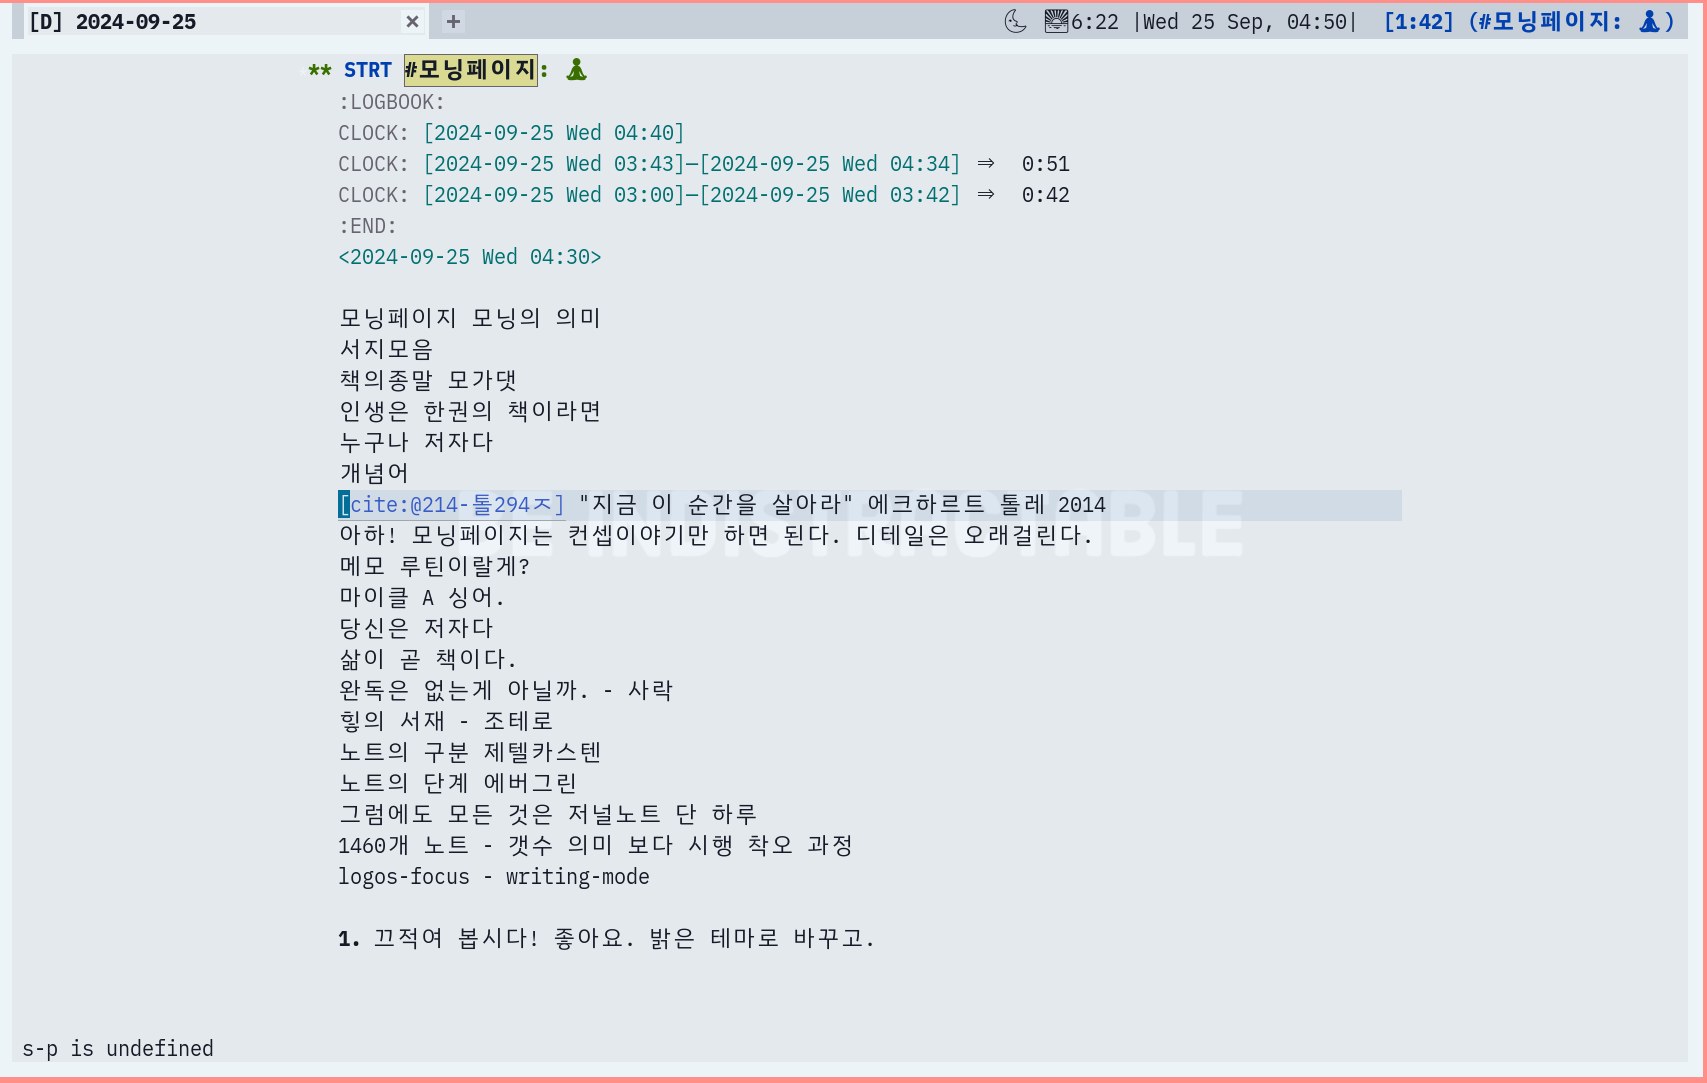 [D] 2024-09-25 × + 6:22 |Wed 25 Sep, 04:50| [1:42] (#모닝페이지: )
** STRT #모닝페이지:
:LOGBOOK:
CLOCK: [2024-09-25 Wed 04:40]
CLOCK: [2024-09-25 Wed 03:43]—[2024-09-25 Wed 04:34] ⇒ 0:51
CLOCK: [2024-09-25 Wed 03:00]—[2024-09-25 Wed 03:42] ⇒ 0:42
:END:
<2024-09-25 Wed 04:30>
모닝페이지 모닝의 의미
서지모음
책의종말 모가댓
인생은 한권의 책이라면
누구나 저자다
개념어
[cite:@214-톨294ㅈ] "지금 이 순간을 살아라" 에크하르트 톨레 2014
BE INDISTRACTABLE
아하! 모닝페이지는 컨셉이야기만 하면 된다. 디테일은 오래걸린다.
메모 루틴이랄게?
마이클 A 싱어.
당신은 저자다
삶이 곧 책이다.
완독은 없는게 아닐까. - 사락
힣의 서재 - 조테로
노트의 구분 제텔카스텐
노트의 단계 에버그린
그럼에도 모든 것은 저널노트 단 하루
1460개 노트 - 갯수 의미 보다 시행 착오 과정
logos-focus - writing-mode
1. 끄적여 봅시다! 좋아요. 밝은 테마로 바꾸고.
s-p is undefined